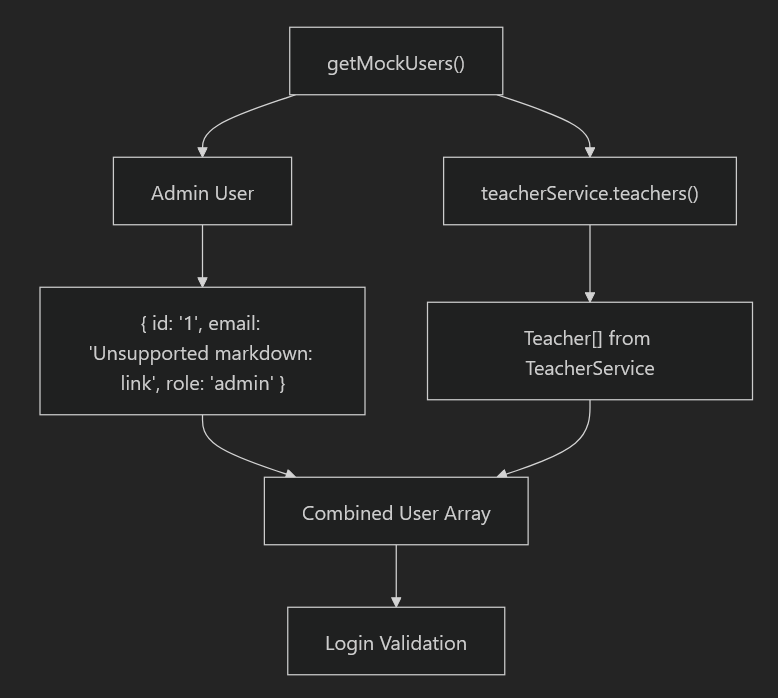 getMockUsers()
Admin User
teacherService.teachers()
{ id: '1', email:
'Unsupported markdown:
link', role: 'admin' }
Teacher[] from
TeacherService
Combined User Array
Login Validation